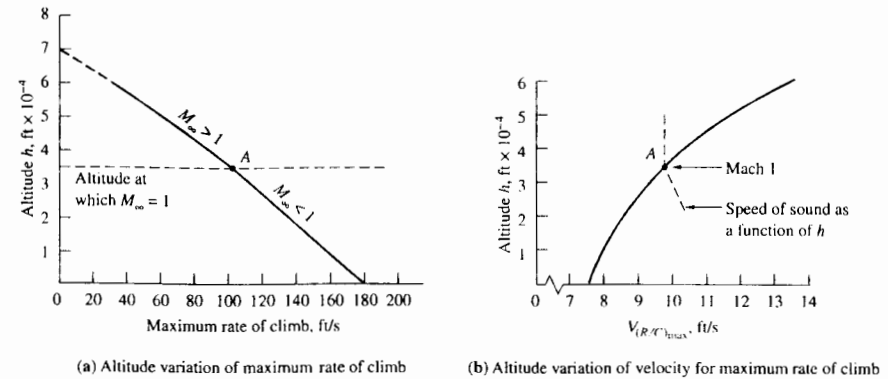 8
7
6
5
4
3
2
1
Altitude h, ft × 10⁻⁴
M∞ > 1
A
M∞ < 1
Altitude at
which M∞ = 1
0 20 40 60 80 100 120 140 160 180 200
Maximum rate of climb, ft/s
(a) Altitude variation of maximum rate of climb
6
5
4
3
2
1
Altitude h, ft × 10⁻⁴
A
Mach 1
Speed of sound as
a function of h
0 7 8 9 10 11 12 13 14
V(R/C)max, ft/s
(b) Altitude variation of velocity for maximum rate of climb